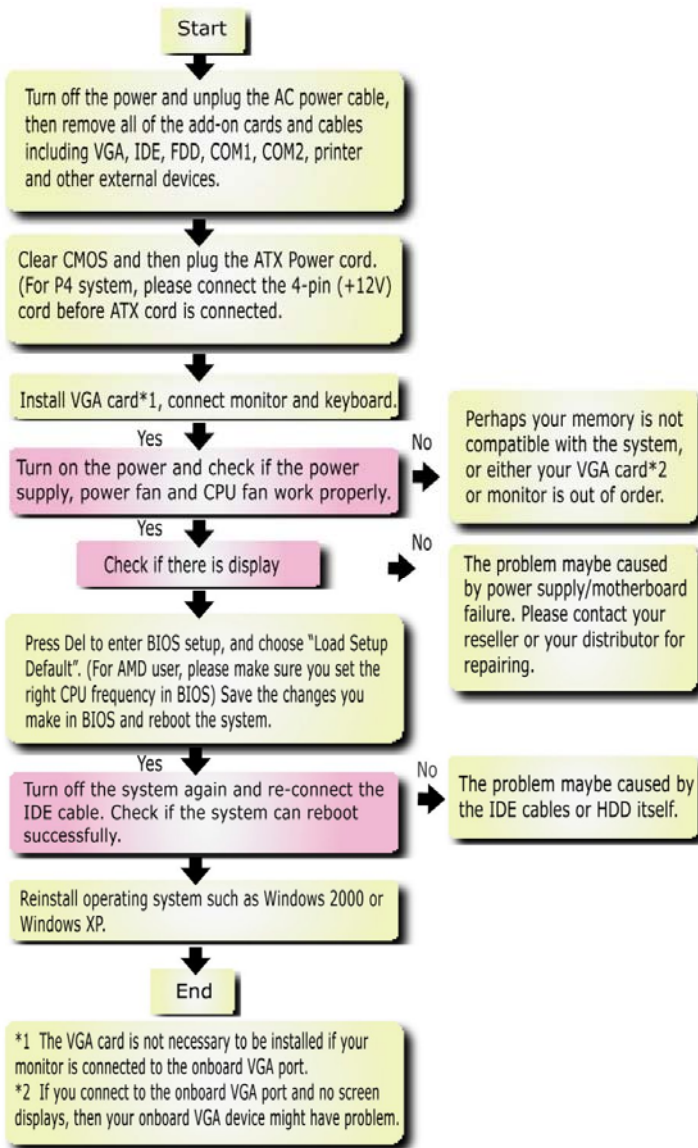 Start
Turn off the power and unplug the AC power cable,
then remove all of the add-on cards and cables
including VGA, IDE, FDD, COM1, COM2, printer
and other external devices.
Clear CMOS and then plug the ATX Power cord.
(For P4 system, please connect the 4-pin (+12V)
cord before ATX cord is connected.
Install VGA card*1, connect monitor and keyboard.
Yes
Turn on the power and check if the power
supply, power fan and CPU fan work properly.
No
Perhaps your memory is not
compatible with the system,
or either your VGA card*2
or monitor is out of order.
Yes
Check if there is display
No
The problem maybe caused
by power supply/motherboard
failure. Please contact your
reseller or your distributor for
repairing.
Press Del to enter BIOS setup, and choose “Load Setup
Default”. (For AMD user, please make sure you set the
right CPU frequency in BIOS) Save the changes you
make in BIOS and reboot the system.
Yes
Turn off the system again and re-connect the
IDE cable. Check if the system can reboot
successfully.
No
The problem maybe caused by
the IDE cables or HDD itself.
Reinstall operating system such as Windows 2000 or
Windows XP.
End
*1 The VGA card is not necessary to be installed if your
monitor is connected to the onboard VGA port.
*2 If you connect to the onboard VGA port and no screen
displays, then your onboard VGA device might have problem.